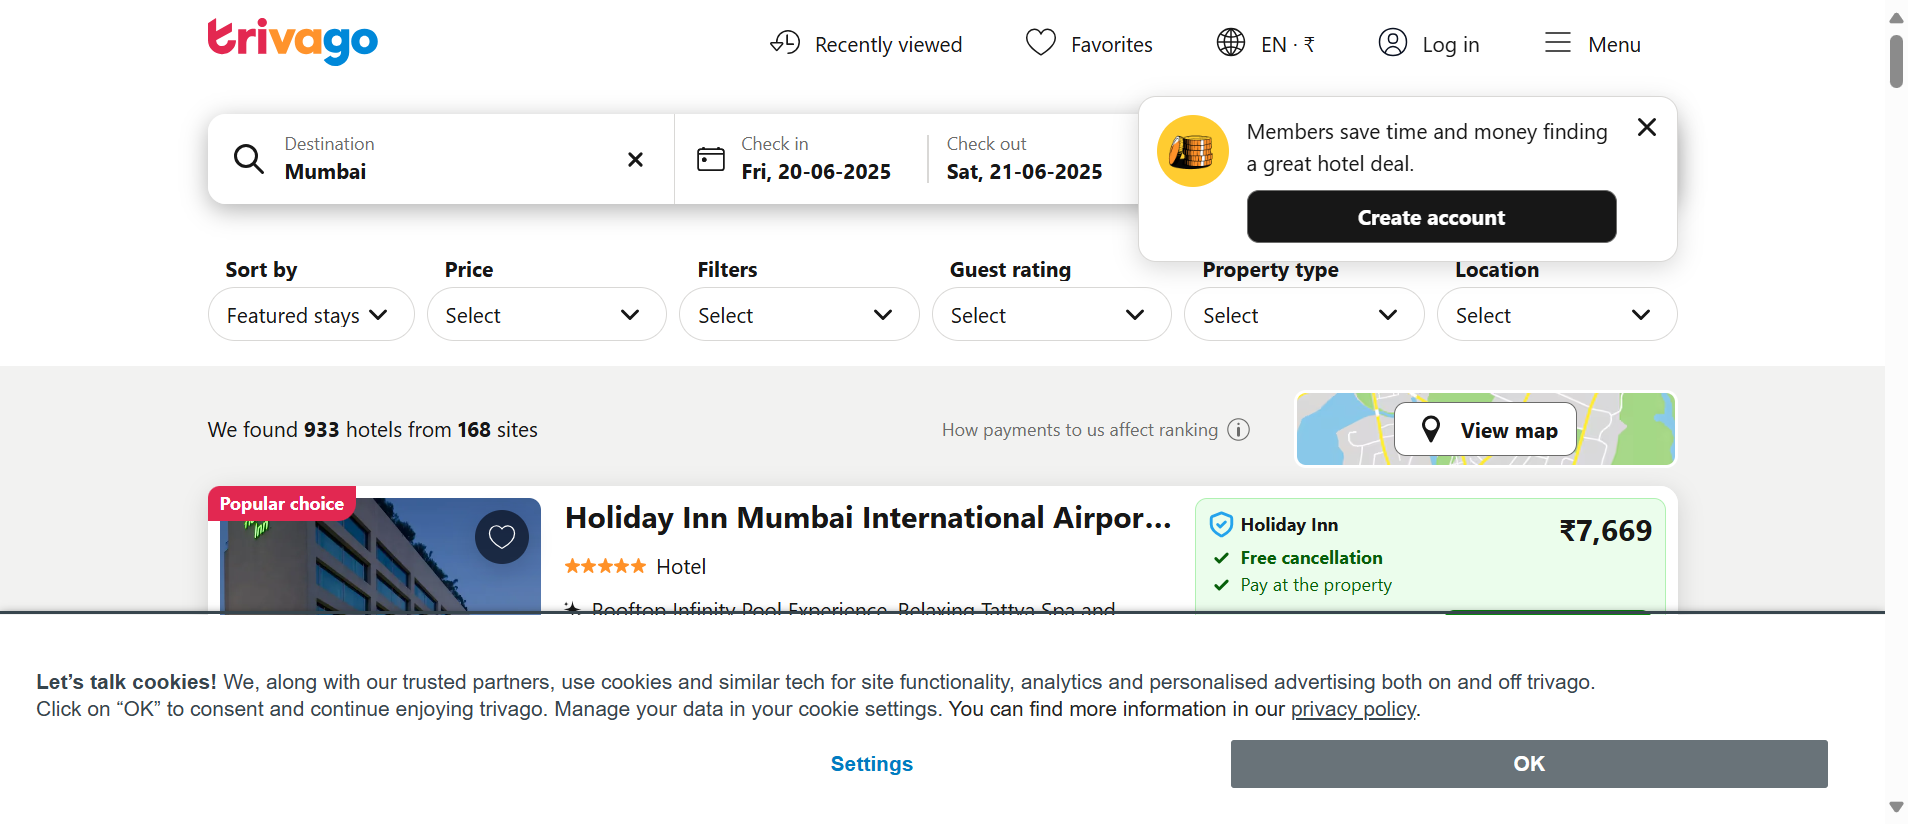 trivago
Recently viewed
Favorites
EN · ₹
Log in
Menu
Destination
Mumbai
Check in
Fri, 20-06-2025
Check out
Sat, 21-06-2025
Members save time and money finding
a great hotel deal.
Create account
Sort by
Featured stays
Price
Select
Filters
Select
Guest rating
Select
Property type
Select
Location
Select
We found 933 hotels from 168 sites
How payments to us affect ranking
View map
Popular choice
Holiday Inn Mumbai International Airpor...
Hotel
Rooftop Infinity Pool Experience, Relaxing Tattva Spa and
Holiday Inn
₹7,669
Free cancellation
Pay at the property
Let’s talk cookies! We, along with our trusted partners, use cookies and similar tech for site functionality, analytics and personalised advertising both on and off trivago.
Click on “OK” to consent and continue enjoying trivago. Manage your data in your cookie settings. You can find more information in our privacy policy.
Settings
OK